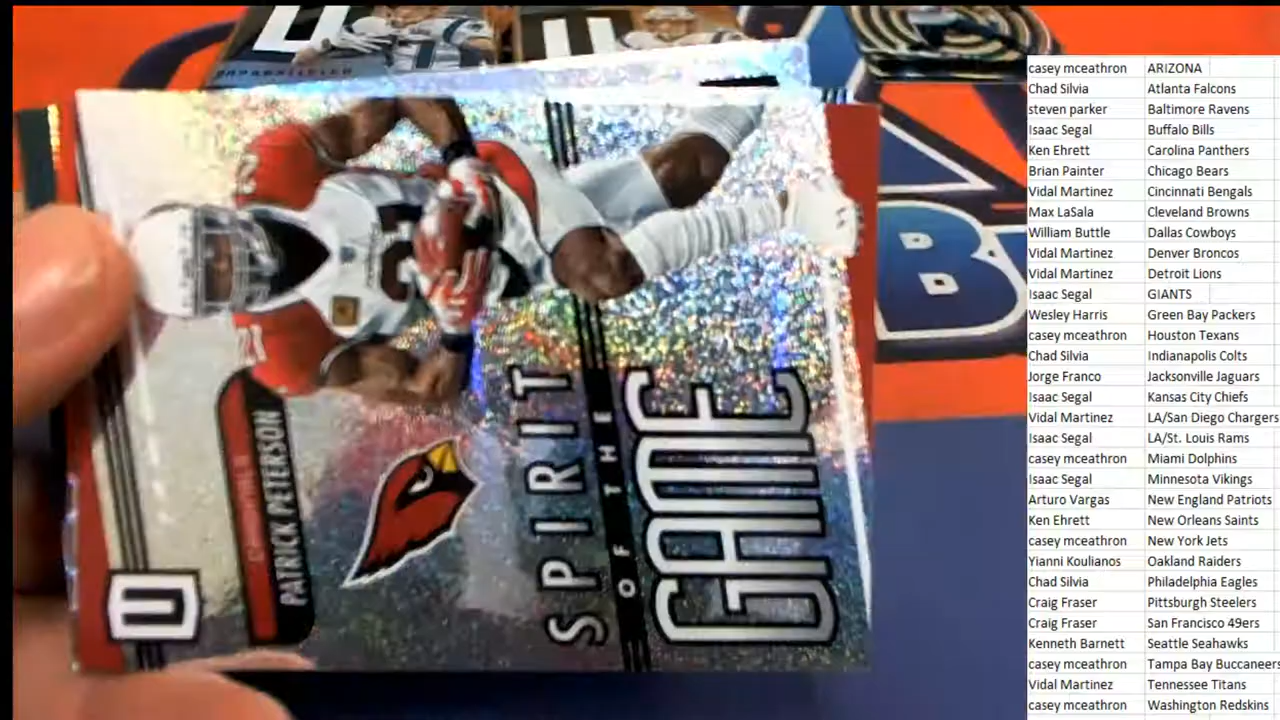 U
PATRICK PETERSON
SPIRIT
OF THE
GAME
21
21
casey mceathron ARIZONA
Chad Silvia Atlanta Falcons
steven parker Baltimore Ravens
Isaac Segal Buffalo Bills
Ken Ehrett Carolina Panthers
Brian Painter Chicago Bears
Vidal Martinez Cincinnati Bengals
Max LaSala Cleveland Browns
William Buttle Dallas Cowboys
Vidal Martinez Denver Broncos
Vidal Martinez Detroit Lions
Isaac Segal GIANTS
Wesley Harris Green Bay Packers
casey mceathron Houston Texans
Chad Silvia Indianapolis Colts
Jorge Franco Jacksonville Jaguars
Isaac Segal Kansas City Chiefs
Vidal Martinez LA/San Diego Chargers
Isaac Segal LA/St. Louis Rams
casey mceathron Miami Dolphins
Isaac Segal Minnesota Vikings
Arturo Vargas New England Patriots
Ken Ehrett New Orleans Saints
casey mceathron New York Jets
Yianni Koulianos Oakland Raiders
Chad Silvia Philadelphia Eagles
Craig Fraser Pittsburgh Steelers
Craig Fraser San Francisco 49ers
Kenneth Barnett Seattle Seahawks
casey mceathron Tampa Bay Buccaneers
Vidal Martinez Tennessee Titans
casey mceathron Washington Redskins